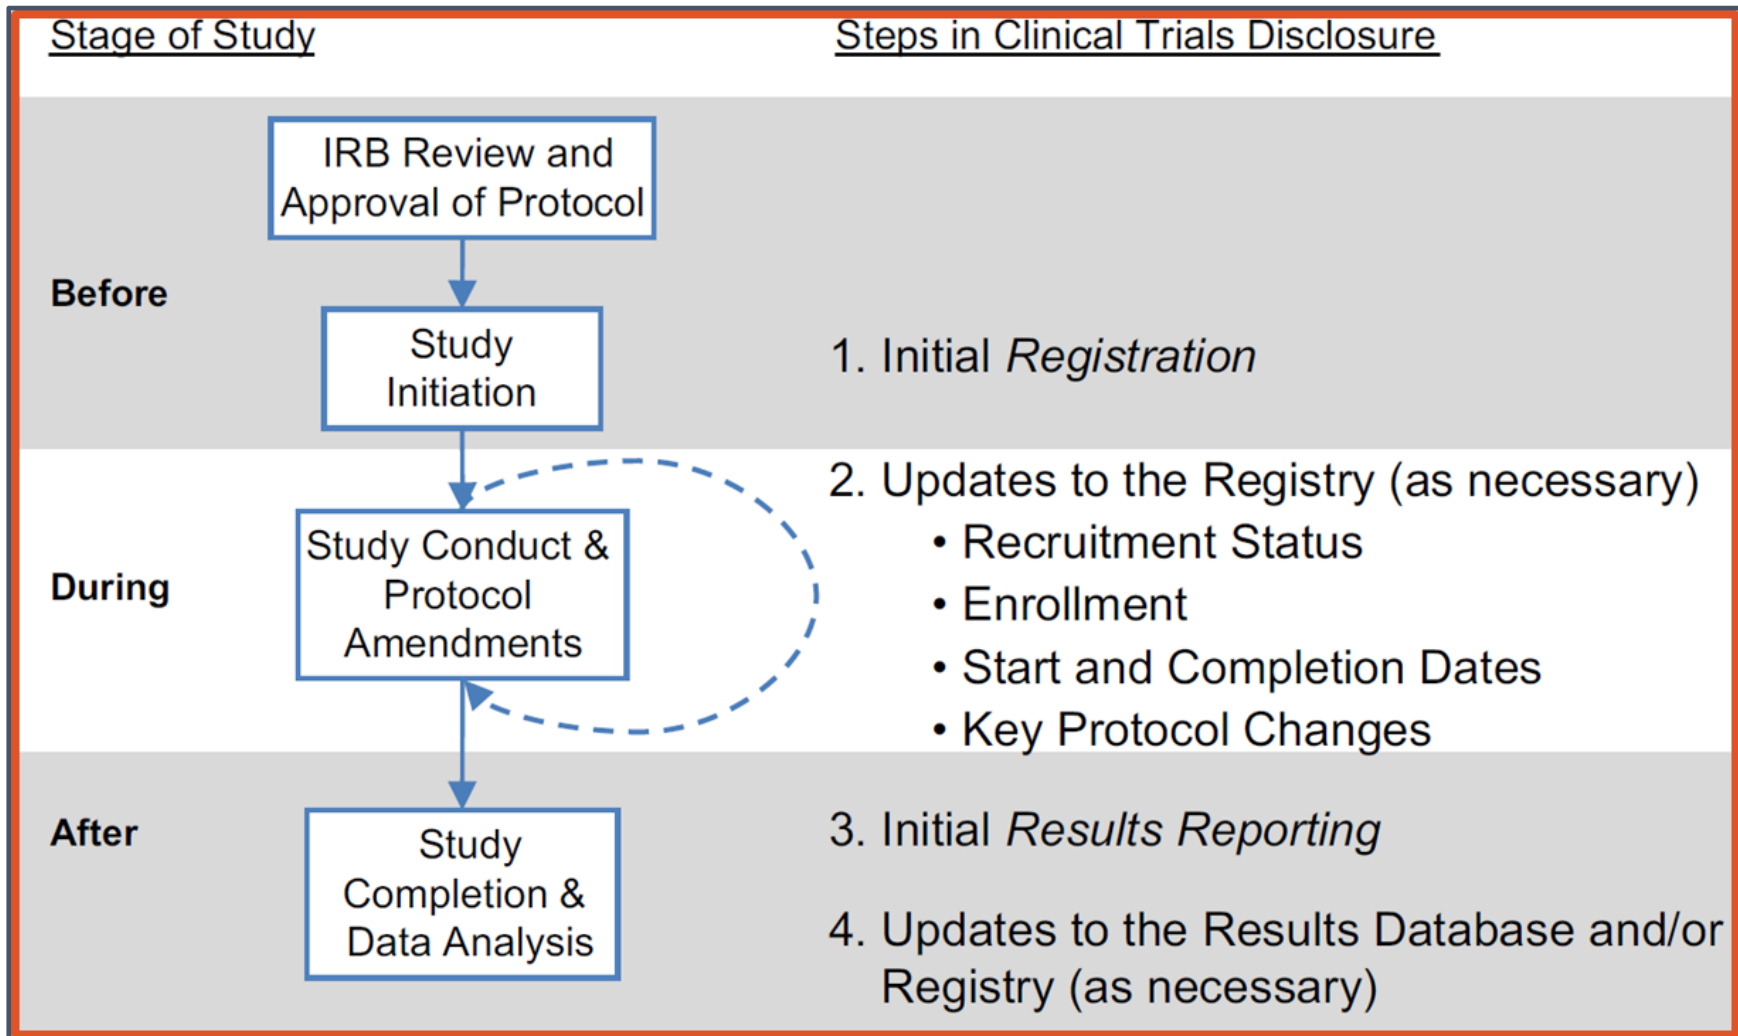 Stage of Study
Steps in Clinical Trials Disclosure
Before
IRB Review and
Approval of Protocol
Study
Initiation
1. Initial Registration
During
Study Conduct &
Protocol
Amendments
2. Updates to the Registry (as necessary)
• Recruitment Status
• Enrollment
• Start and Completion Dates
• Key Protocol Changes
After
Study
Completion &
Data Analysis
3. Initial Results Reporting
4. Updates to the Results Database and/or
Registry (as necessary)